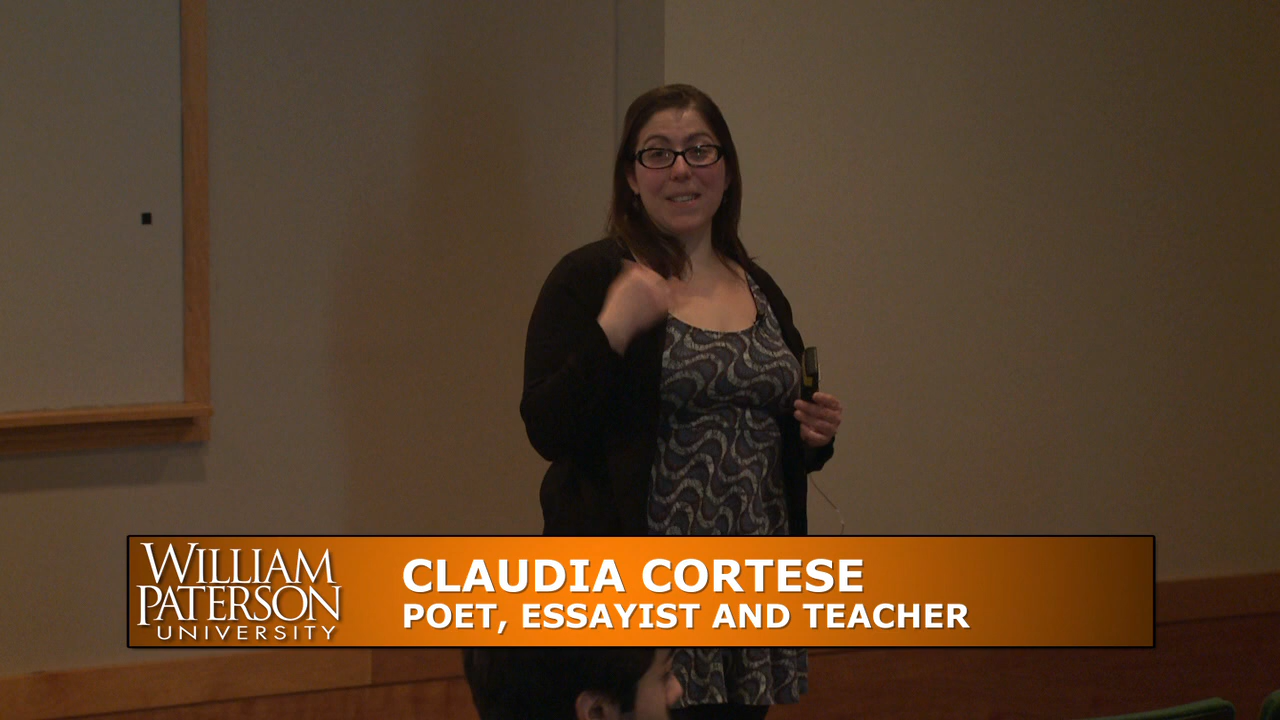 WILLIAM
PATERSON
UNIVERSITY
CLAUDIA CORTESE
POET, ESSAYIST AND TEACHER